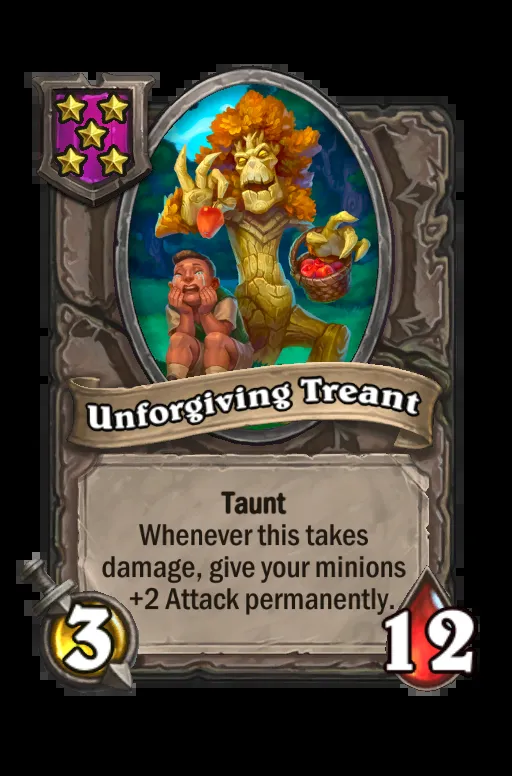 Unforgiving Treant
Taunt
Whenever this takes
damage, give your minions
+2 Attack permanently.
3
12